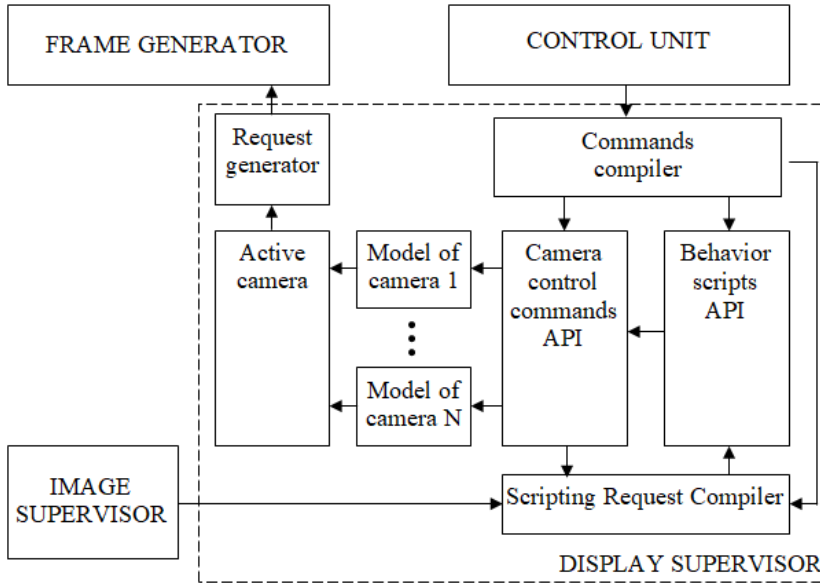 FRAME GENERATOR
CONTROL UNIT
Request
generator
Commands
compiler
Active
camera
Model of
camera 1
Camera
control
commands
API
Behavior
scripts
API
Model of
camera N
IMAGE
SUPERVISOR
Scripting Request Compiler
DISPLAY SUPERVISOR